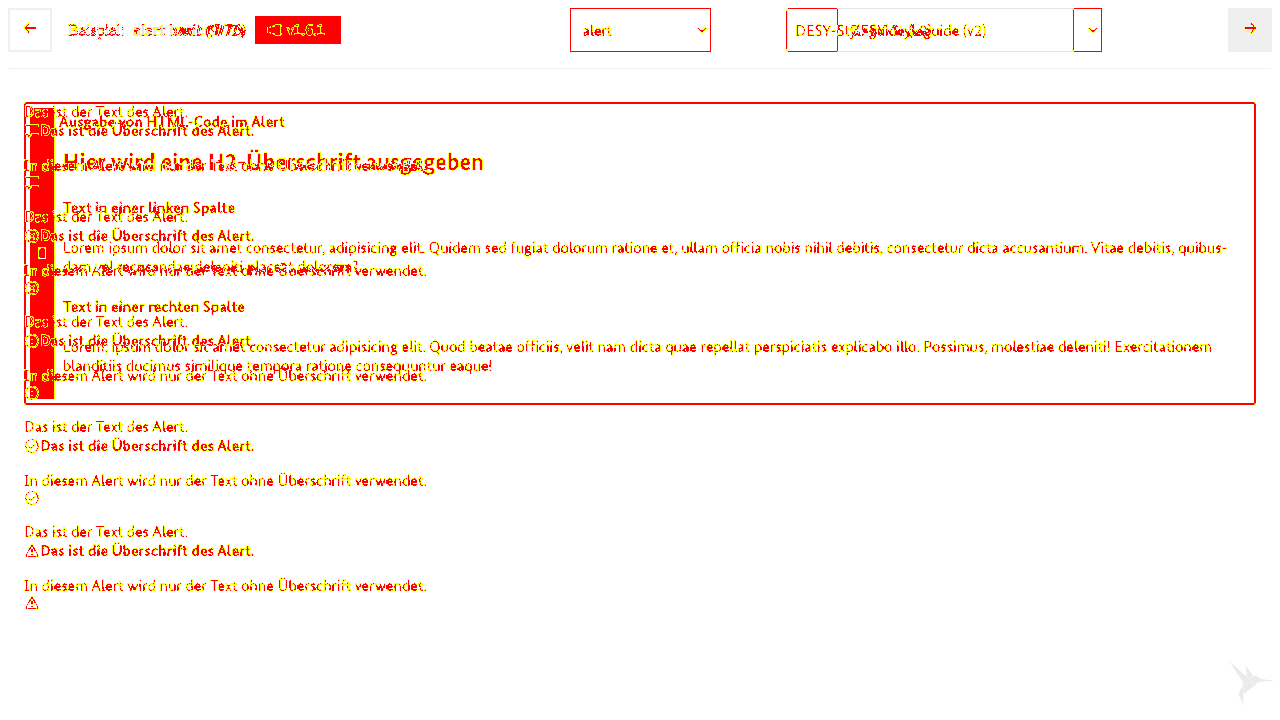 Beispiel: alert
v1.6.1
alert
DESY-Styleguide (v2)
Das ist der Text des Alert.
Ausgabe von HTML-Code im Alert
Das ist die Überschrift des Alert.
Hier wird eine H2-Überschrift ausgegeben
In diesem Alert wird nur der Text ohne Überschrift verwendet.
Text in einer linken Spalte
Das ist der Text des Alert.
Das ist die Überschrift des Alert.
Lorem ipsum dolor sit amet consectetur, adipisicing elit. Quidem sed fugiat dolorum ratione et, ullam officia nobis nihil debitis, consectetur dicta accusantium. Vitae debitis, quibus-
dam vel recusandae deleniti placeat dolorem?
In diesem Alert wird nur der Text ohne Überschrift verwendet.
Text in einer rechten Spalte
Das ist der Text des Alert.
Das ist die Überschrift des Alert.
Lorem, ipsum dolor sit amet consectetur adipisicing elit. Quod beatae officiis, velit nam dicta quae repellat perspiciatis explicabo illo. Possimus, molestiae deleniti! Exercitationem
blanditiis ducimus similique tempora ratione consequuntur eaque!
In diesem Alert wird nur der Text ohne Überschrift verwendet.
Das ist der Text des Alert.
Das ist die Überschrift des Alert.
In diesem Alert wird nur der Text ohne Überschrift verwendet.
Das ist der Text des Alert.
Das ist die Überschrift des Alert.
In diesem Alert wird nur der Text ohne Überschrift verwendet.